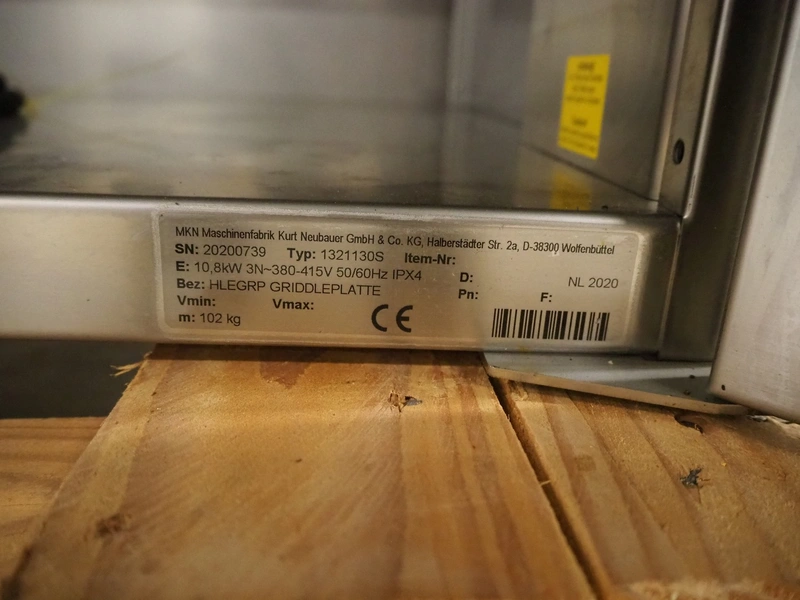 MKN Maschinenfabrik Kurt Neubauer GmbH & Co. KG, Halberstädter Str. 2a, D-38300 Wolfenbüttel
SN: 20200739 Typ: 1321130S Item-Nr:
E: 10,8kW 3N~380-415V 50/60Hz IPX4 D: NL 2020
Bez: HLEGRP GRIDDLEPLATTE Pn: F:
Vmin: Vmax:
m: 102 kg CE